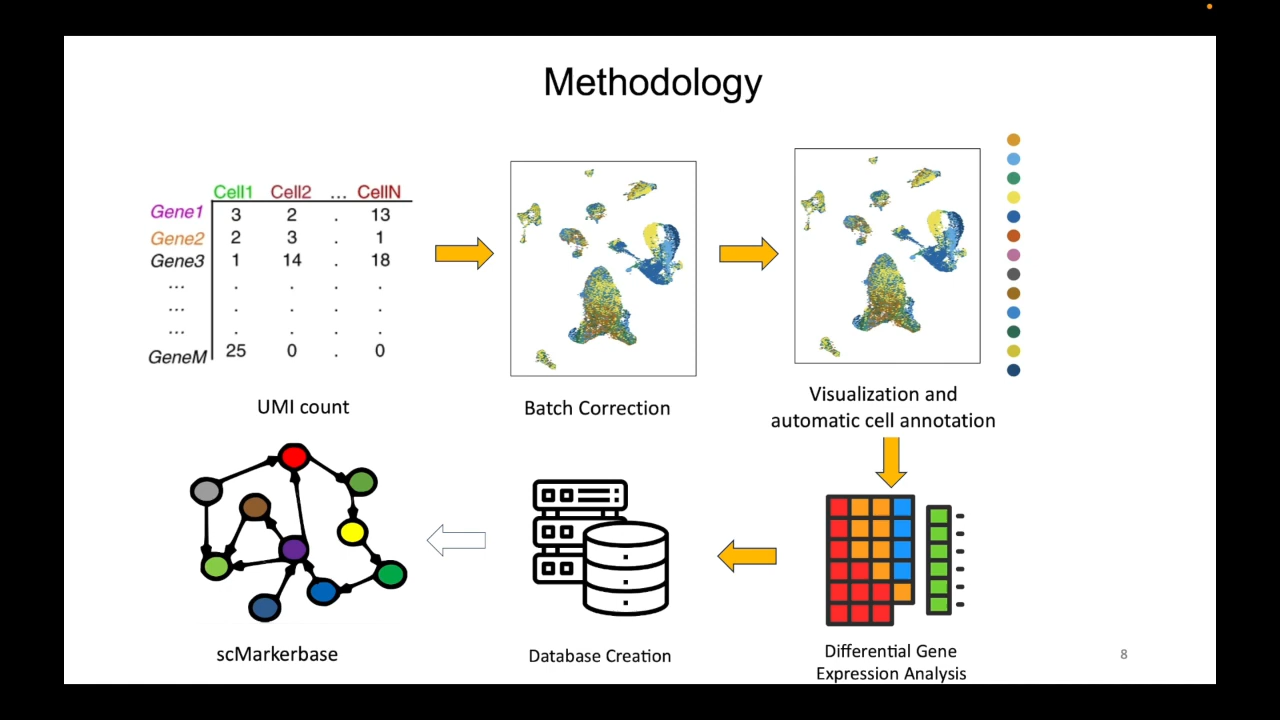 Methodology
Cell1 Cell2 ... CellN
Gene1 3 2 . 13
Gene2 2 3 . 1
Gene3 1 14 . 18
... . . . .
... . . . .
... . . . .
GeneM 25 0 . 0
UMI count
Batch Correction
Visualization and
automatic cell annotation
scMarkerbase
Database Creation
Differential Gene
Expression Analysis
8